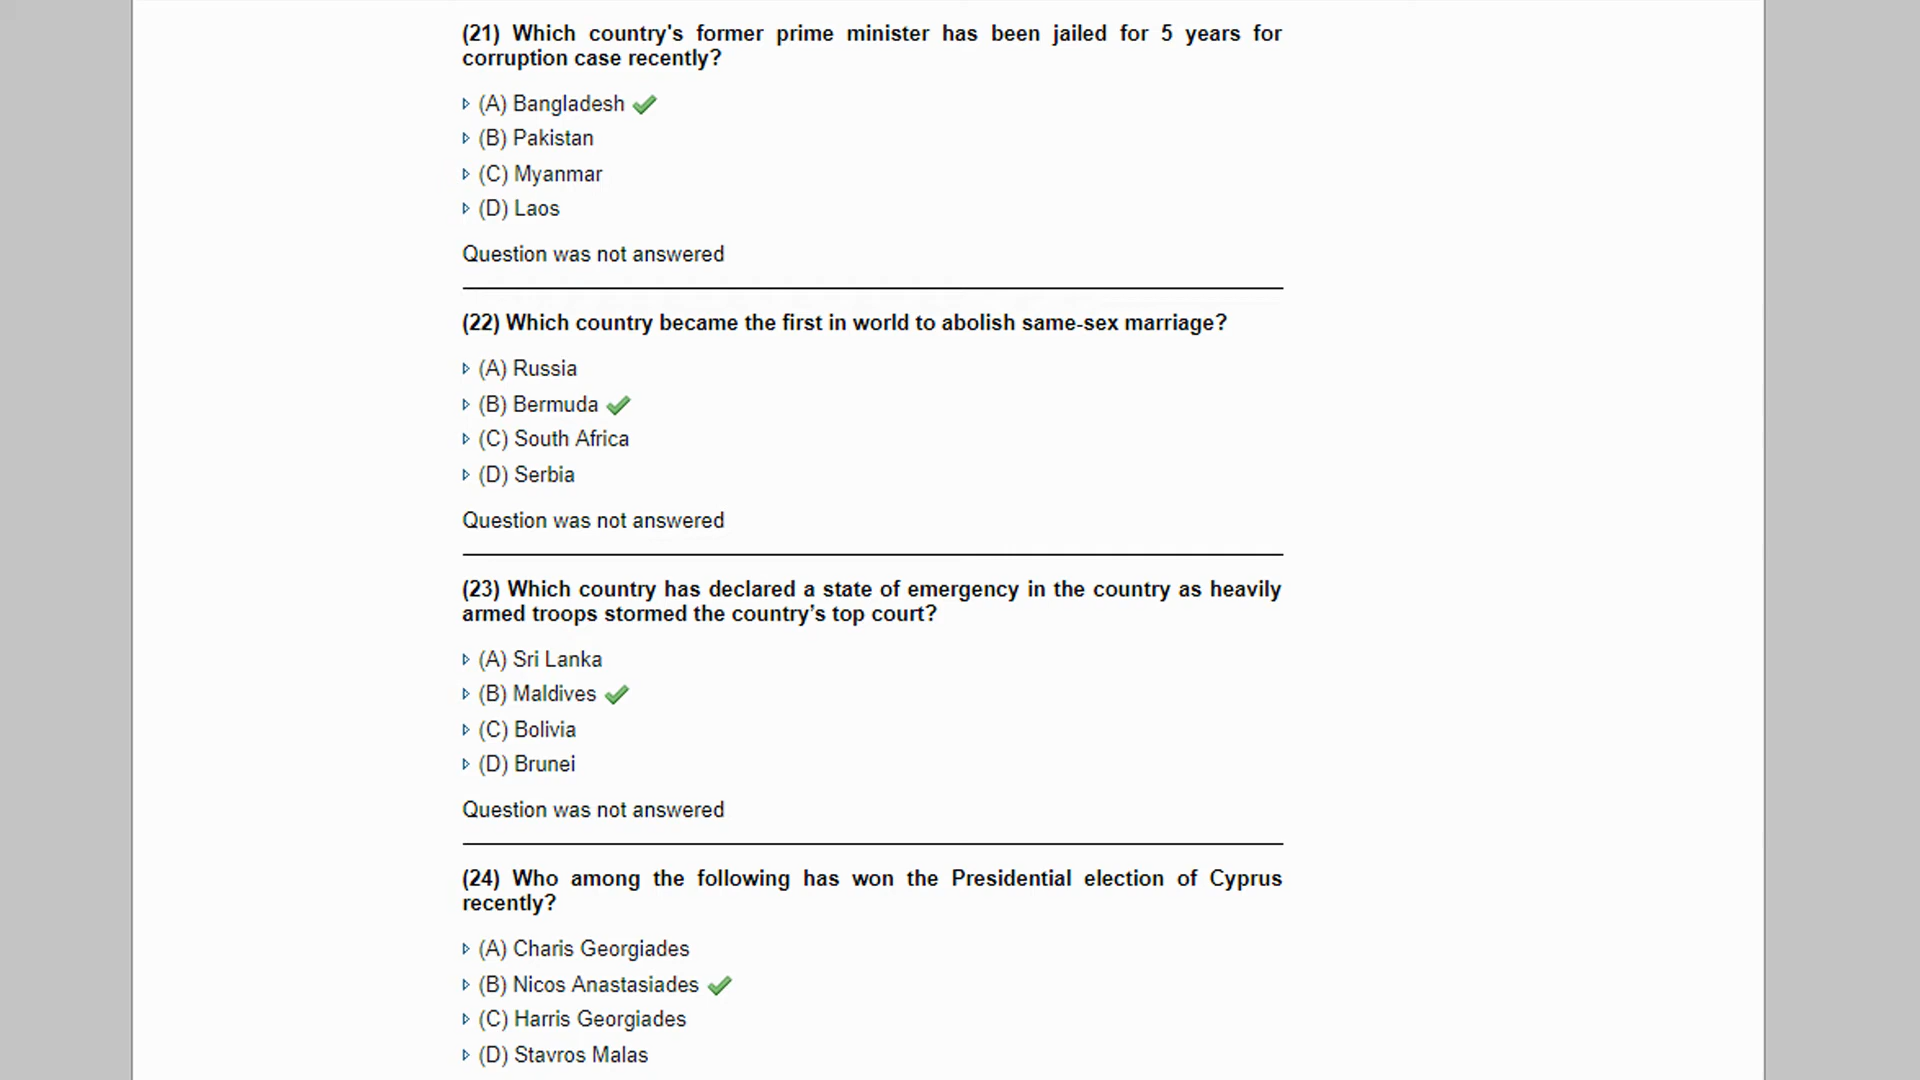 (21) Which country's former prime minister has been jailed for 5 years for
corruption case recently?
(A) Bangladesh
(B) Pakistan
(C) Myanmar
(D) Laos
Question was not answered
(22) Which country became the first in world to abolish same-sex marriage?
(A) Russia
(B) Bermuda
(C) South Africa
(D) Serbia
Question was not answered
(23) Which country has declared a state of emergency in the country as heavily
armed troops stormed the country’s top court?
(A) Sri Lanka
(B) Maldives
(C) Bolivia
(D) Brunei
Question was not answered
(24) Who among the following has won the Presidential election of Cyprus
recently?
(A) Charis Georgiades
(B) Nicos Anastasiades
(C) Harris Georgiades
(D) Stavros Malas